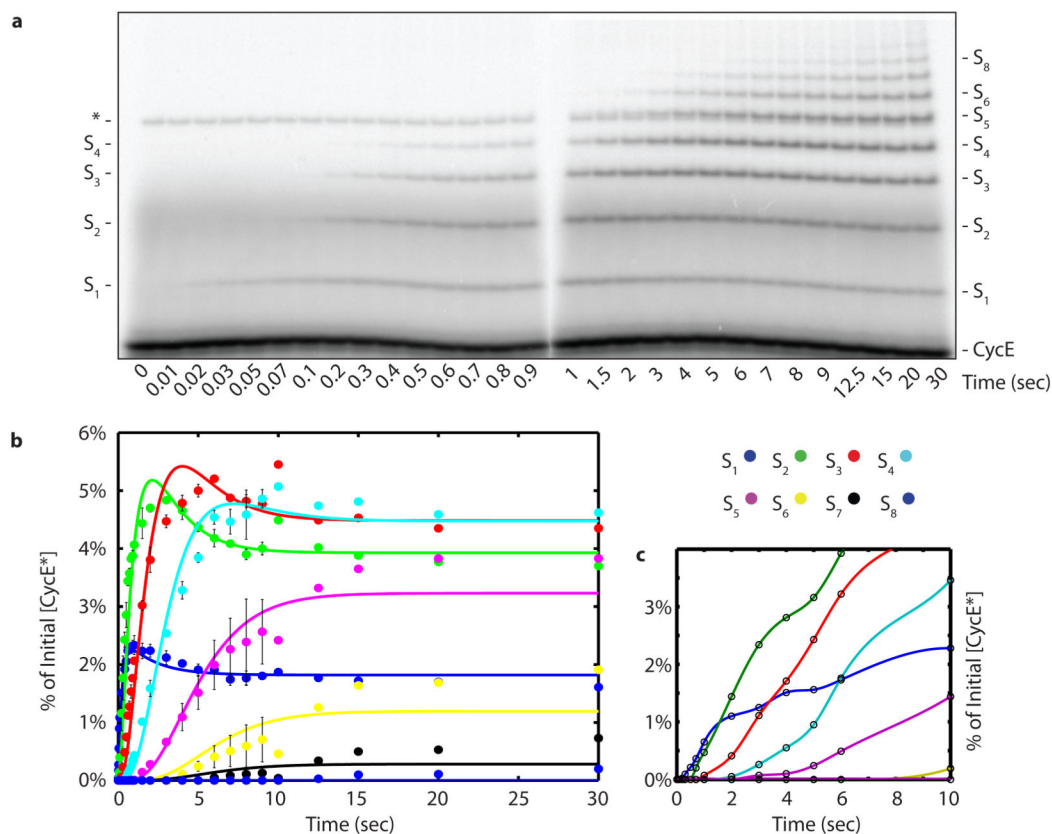 a
* -
S4 -
S3 -
S2 -
S1 -
- S8
- S6
- S5
- S4
- S3
- S2
- S1
- CycE
0 0.01 0.02 0.03 0.05 0.07 0.1 0.2 0.3 0.4 0.5 0.6 0.7 0.8 0.9 1 1.5 2 3 4 5 6 7 8 9 12.5 15 20 30 Time (sec)
b
% of Initial [CycE*]
6%
5%
4%
3%
2%
1%
0%
0 5 10 15 20 25 30
Time (sec)
S1 S2 S3 S4
S5 S6 S7 S8
c
3%
2%
1%
0%
0 2 4 6 8 10
Time (sec)
% of Initial [CycE*]